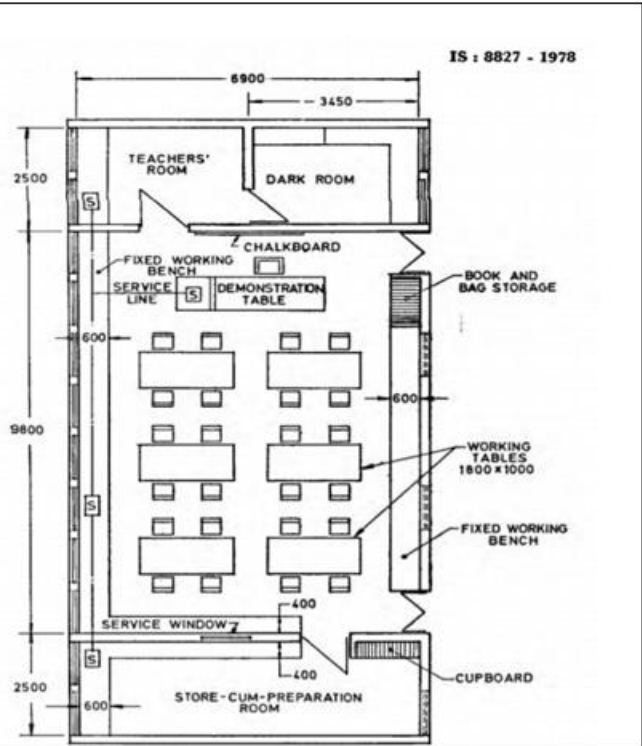 IS : 8827 - 1978
6900
3450
2500
TEACHERS'
ROOM
DARK ROOM
S
CHALKBOARD
FIXED WORKING
BENCH
SERVICE
LINE
S
DEMONSTRATION
TABLE
BOOK AND
BAG STORAGE
600
600
9800
WORKING
TABLES
1800 × 1000
S
FIXED WORKING
BENCH
400
SERVICE WINDOW
S
400
CUPBOARD
2500
STORE-CUM-PREPARATION
ROOM
600